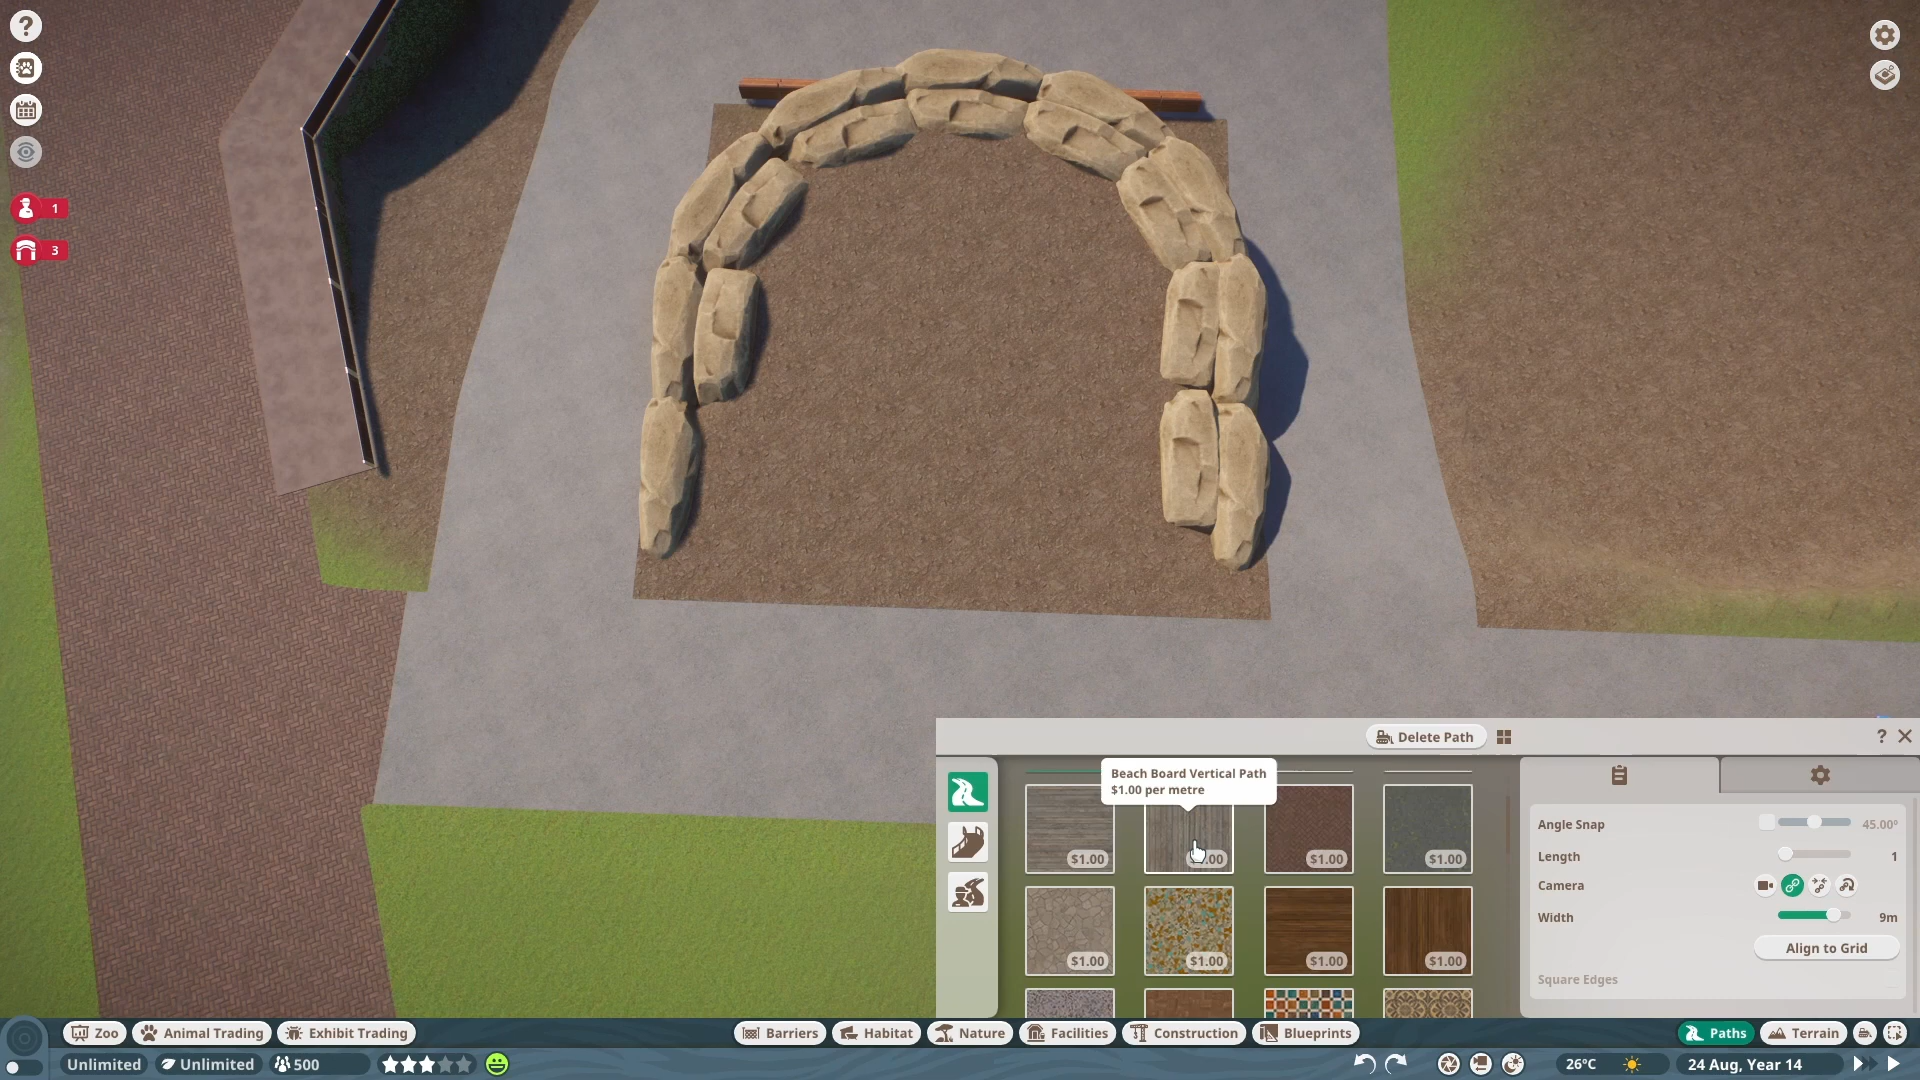 ?
1
3
Delete Path
?
Beach Board Vertical Path
$1.00 per metre
$1.00
.00
$1.00
$1.00
$1.00
$1.00
$1.00
$1.00
Angle Snap
45.00°
Length
1
Camera
Width
9m
Align to Grid
Square Edges
Zoo
Animal Trading
Exhibit Trading
Barriers
Habitat
Nature
Facilities
Construction
Blueprints
Paths
Terrain
Unlimited
Unlimited
500
26°C
24 Aug, Year 14